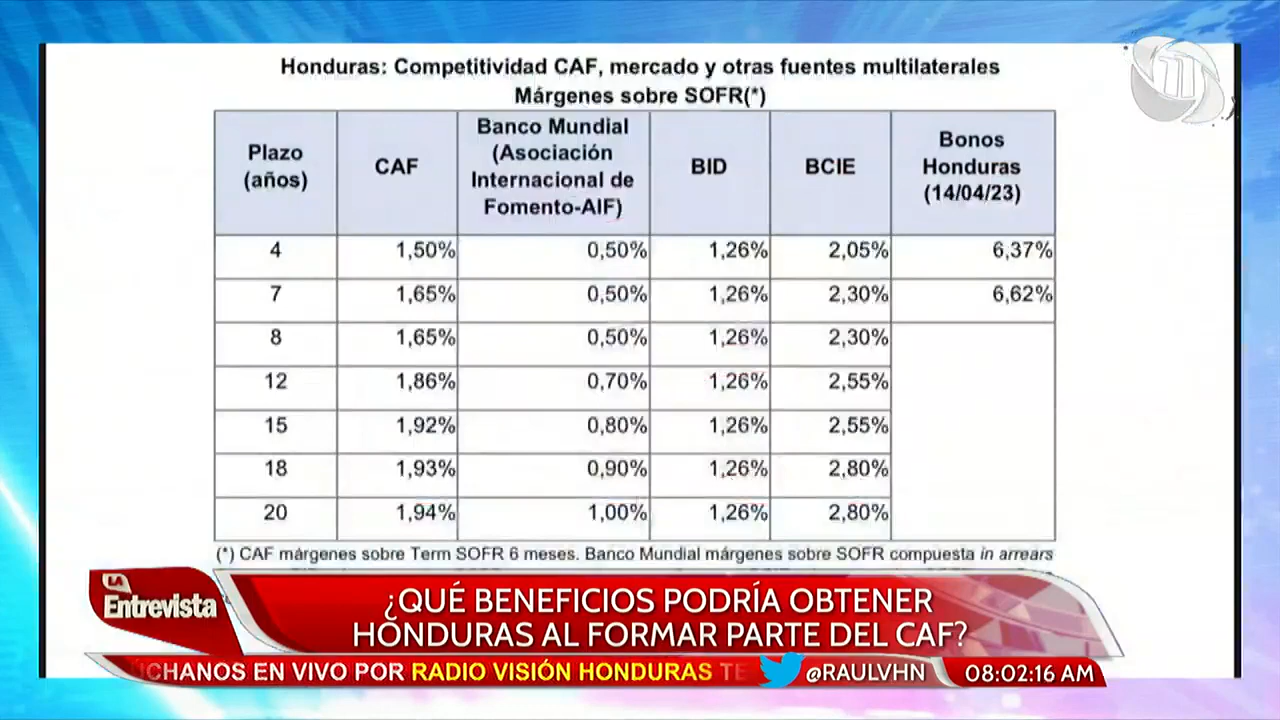 Honduras: Competitividad CAF, mercado y otras fuentes multilaterales
Márgenes sobre SOFR(*)
Plazo (años) CAF Banco Mundial (Asociación Internacional de Fomento-AIF) BID BCIE Bonos Honduras (14/04/23)
4 1,50% 0,50% 1,26% 2,05% 6,37%
7 1,65% 0,50% 1,26% 2,30% 6,62%
8 1,65% 0,50% 1,26% 2,30%
12 1,86% 0,70% 1,26% 2,55%
15 1,92% 0,80% 1,26% 2,55%
18 1,93% 0,90% 1,26% 2,80%
20 1,94% 1,00% 1,26% 2,80%
(*) CAF márgenes sobre Term SOFR 6 meses. Banco Mundial márgenes sobre SOFR compuesta in arrears
LA
Entrevista
¿QUÉ BENEFICIOS PODRÍA OBTENER
HONDURAS AL FORMAR PARTE DEL CAF?
CHANOS EN VIVO POR RADIO VISIÓN HONDURAS TE @RAULVHN 08:02:16 AM